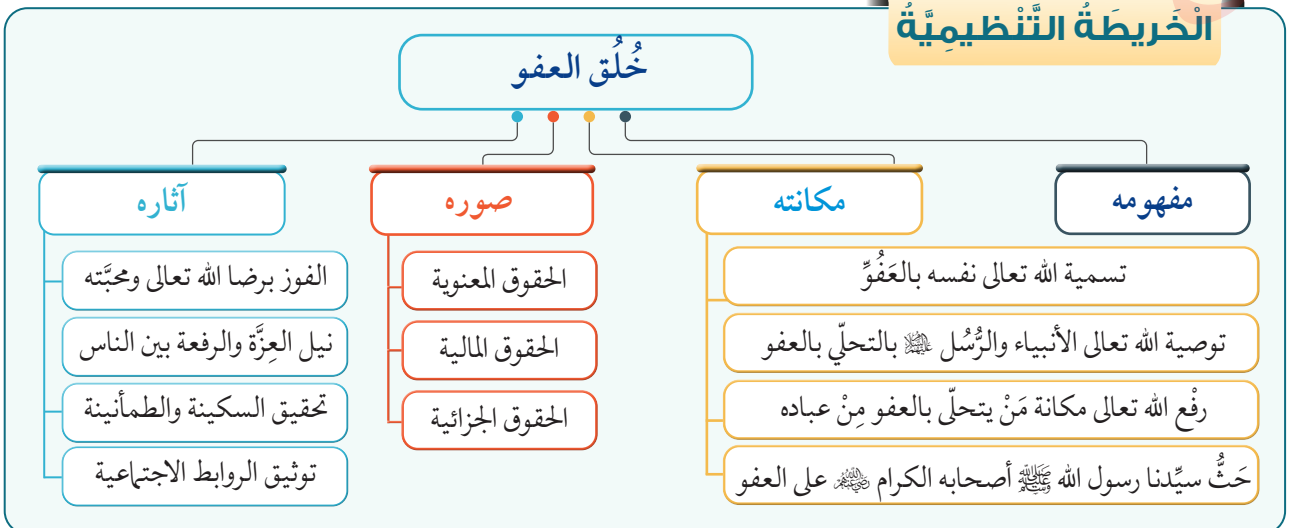 الْخَريطَةُ التَّنْظيمِيَّةُ
خُلُق العفو
مفهومه
مكانته
تسمية الله تعالى نفسه بالعَفُوِّ
توصية الله تعالى الأنبياء والرُّسُل عليهم السلام بالتحلّي بالعفو
رفْع الله تعالى مكانة مَنْ يتحلّى بالعفو مِنْ عباده
حَثُّ سيِّدنا رسول الله ﷺ أصحابه الكرام رضي الله عنهم على العفو
صوره
الحقوق المعنوية
الحقوق المالية
الحقوق الجزائية
آثاره
الفوز برضا الله تعالى ومحبَّته
نيل العِزَّة والرفعة بين الناس
تحقيق السكينة والطمأنينة
توثيق الروابط الاجتماعية